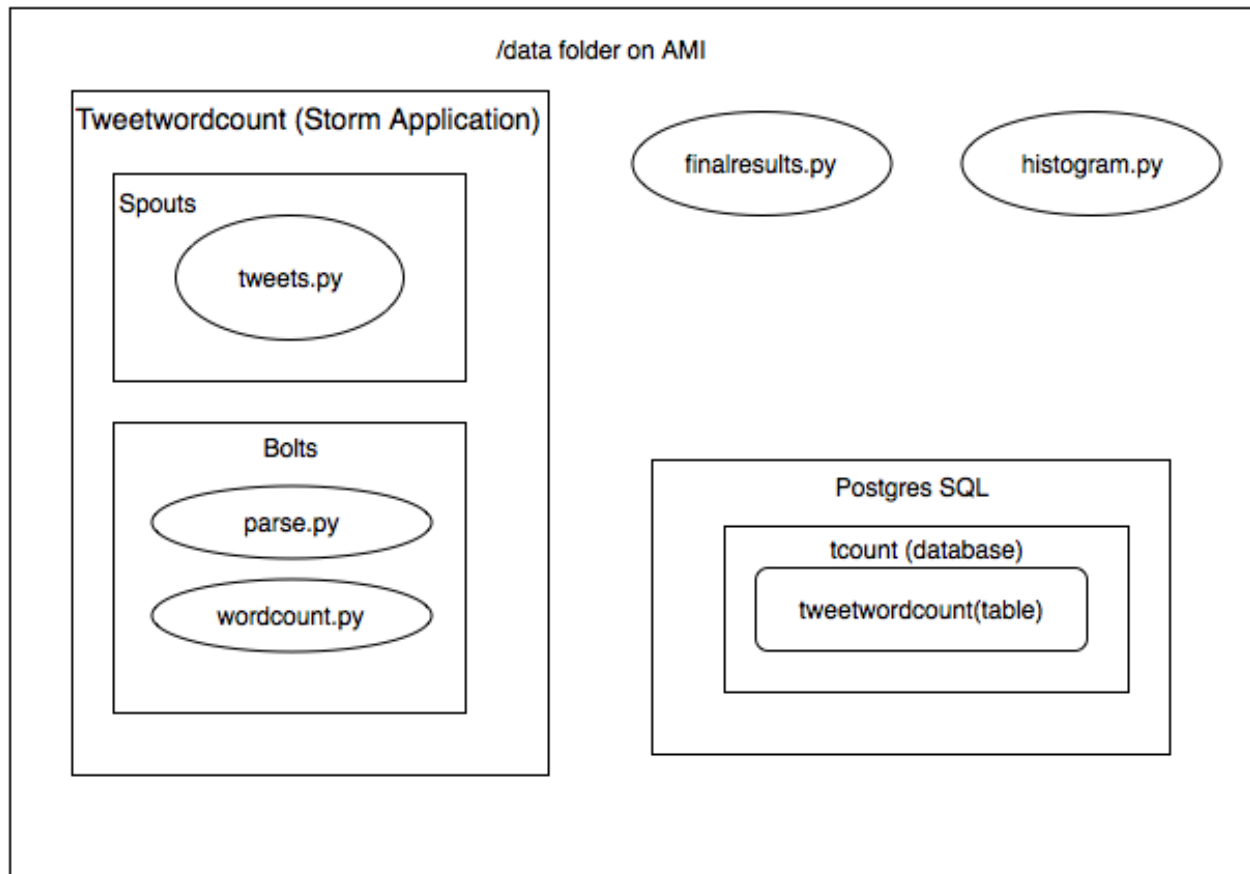 /data folder on AMI
Tweetwordcount (Storm Application)
Spouts
tweets.py
Bolts
parse.py
wordcount.py
finalresults.py
histogram.py
Postgres SQL
tcount (database)
tweetwordcount(table)